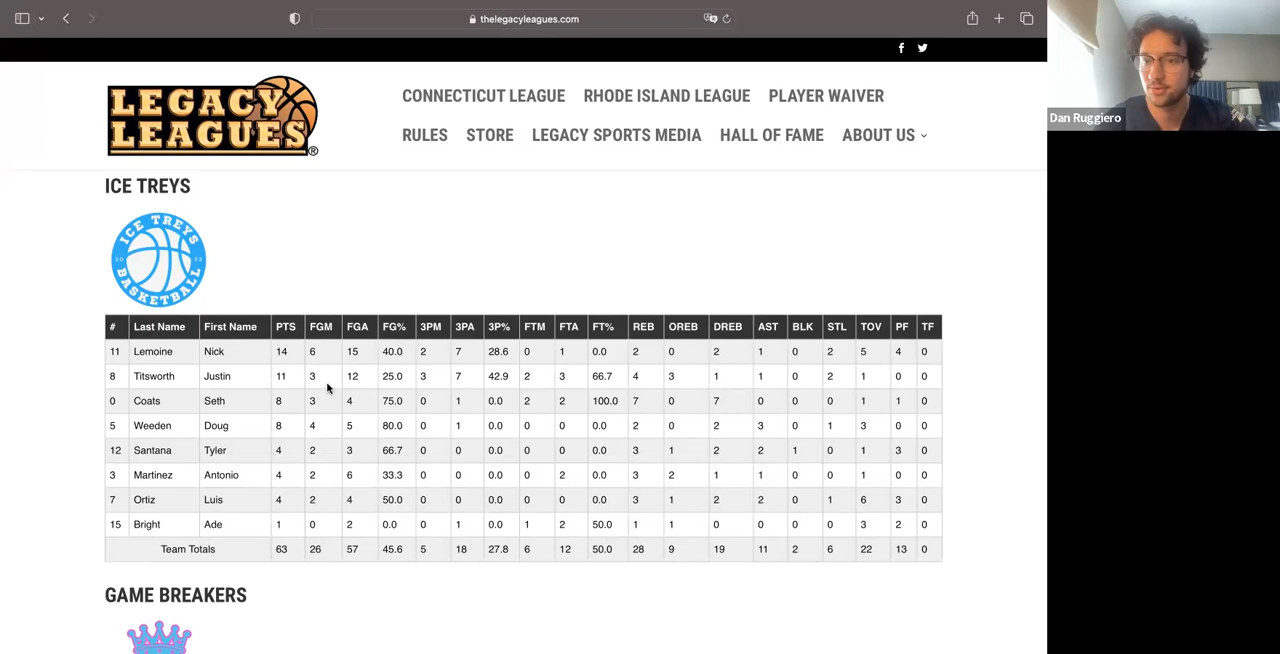 thelegacyleagues.com
LEGACY LEAGUES ®
CONNECTICUT LEAGUE RHODE ISLAND LEAGUE PLAYER WAIVER
RULES STORE LEGACY SPORTS MEDIA HALL OF FAME ABOUT US
Dan Ruggiero
ICE TREYS
ICE TREYS BASKETBALL
# Last Name First Name PTS FGM FGA FG% 3PM 3PA 3P% FTM FTA FT% REB OREB DREB AST BLK STL TOV PF TF
11 Lemoine Nick 14 6 15 40.0 2 7 28.6 0 1 0.0 2 0 2 1 0 2 5 4 0
8 Titsworth Justin 11 3 12 25.0 3 7 42.9 2 3 66.7 4 3 1 1 0 2 1 0 0
0 Coats Seth 8 3 4 75.0 0 1 0.0 2 2 100.0 7 0 7 0 0 0 1 1 0
5 Weeden Doug 8 4 5 80.0 0 1 0.0 0 0 0.0 2 0 2 3 0 1 3 0 0
12 Santana Tyler 4 2 3 66.7 0 0 0.0 0 0 0.0 3 1 2 2 1 0 1 3 0
3 Martinez Antonio 4 2 6 33.3 0 0 0.0 0 2 0.0 3 2 1 1 0 0 1 0 0
7 Ortiz Luis 4 2 4 50.0 0 0 0.0 0 0 0.0 3 1 2 2 0 1 6 3 0
15 Bright Ade 1 0 2 0.0 0 1 0.0 1 2 50.0 1 1 0 0 0 0 3 2 0
Team Totals 63 26 57 45.6 5 18 27.8 6 12 50.0 28 9 19 11 2 6 22 13 0
GAME BREAKERS